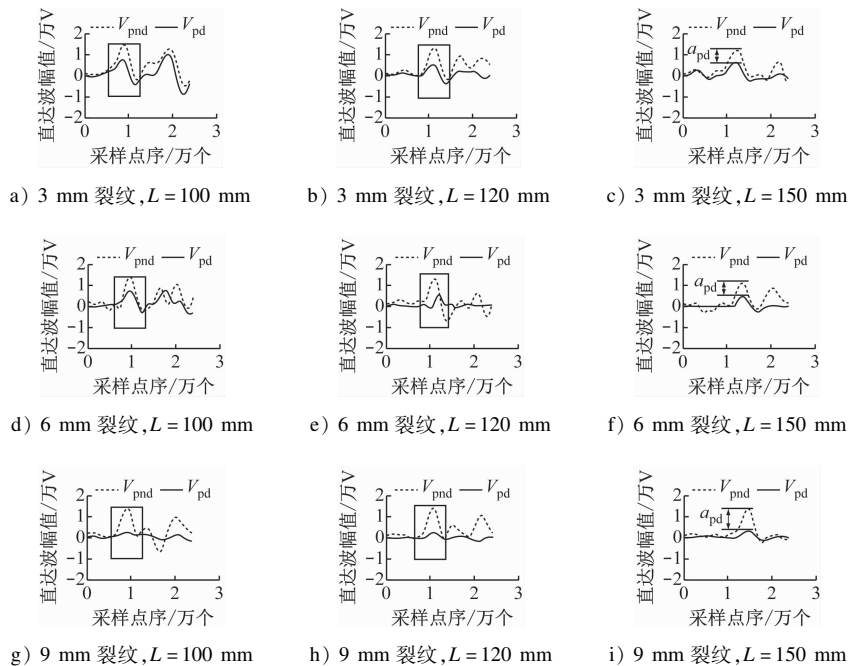 V_pnd V_pd
直达波幅值/万V
2
1
0
−1
−2
0 1 2 3
采样点序/万个
a) 3 mm 裂纹,L=100 mm
V_pnd V_pd
直达波幅值/万V
2
1
0
−1
−2
0 1 2 3
采样点序/万个
b) 3 mm 裂纹,L=120 mm
V_pnd V_pd
直达波幅值/万V
a_pd
2
1
0
−1
−2
0 1 2 3
采样点序/万个
c) 3 mm 裂纹,L=150 mm
V_pnd V_pd
直达波幅值/万V
2
1
0
−1
−2
0 1 2 3
采样点序/万个
d) 6 mm 裂纹,L=100 mm
V_pnd V_pd
直达波幅值/万V
2
1
0
−1
−2
0 1 2 3
采样点序/万个
e) 6 mm 裂纹,L=120 mm
V_pnd V_pd
直达波幅值/万V
a_pd
2
1
0
−1
−2
0 1 2 3
采样点序/万个
f) 6 mm 裂纹,L=150 mm
V_pnd V_pd
直达波幅值/万V
2
1
0
−1
−2
0 1 2 3
采样点序/万个
g) 9 mm 裂纹,L=100 mm
V_pnd V_pd
直达波幅值/万V
2
1
0
−1
−2
0 1 2 3
采样点序/万个
h) 9 mm 裂纹,L=120 mm
V_pnd V_pd
直达波幅值/万V
a_pd
2
1
0
−1
−2
0 1 2 3
采样点序/万个
i) 9 mm 裂纹,L=150 mm